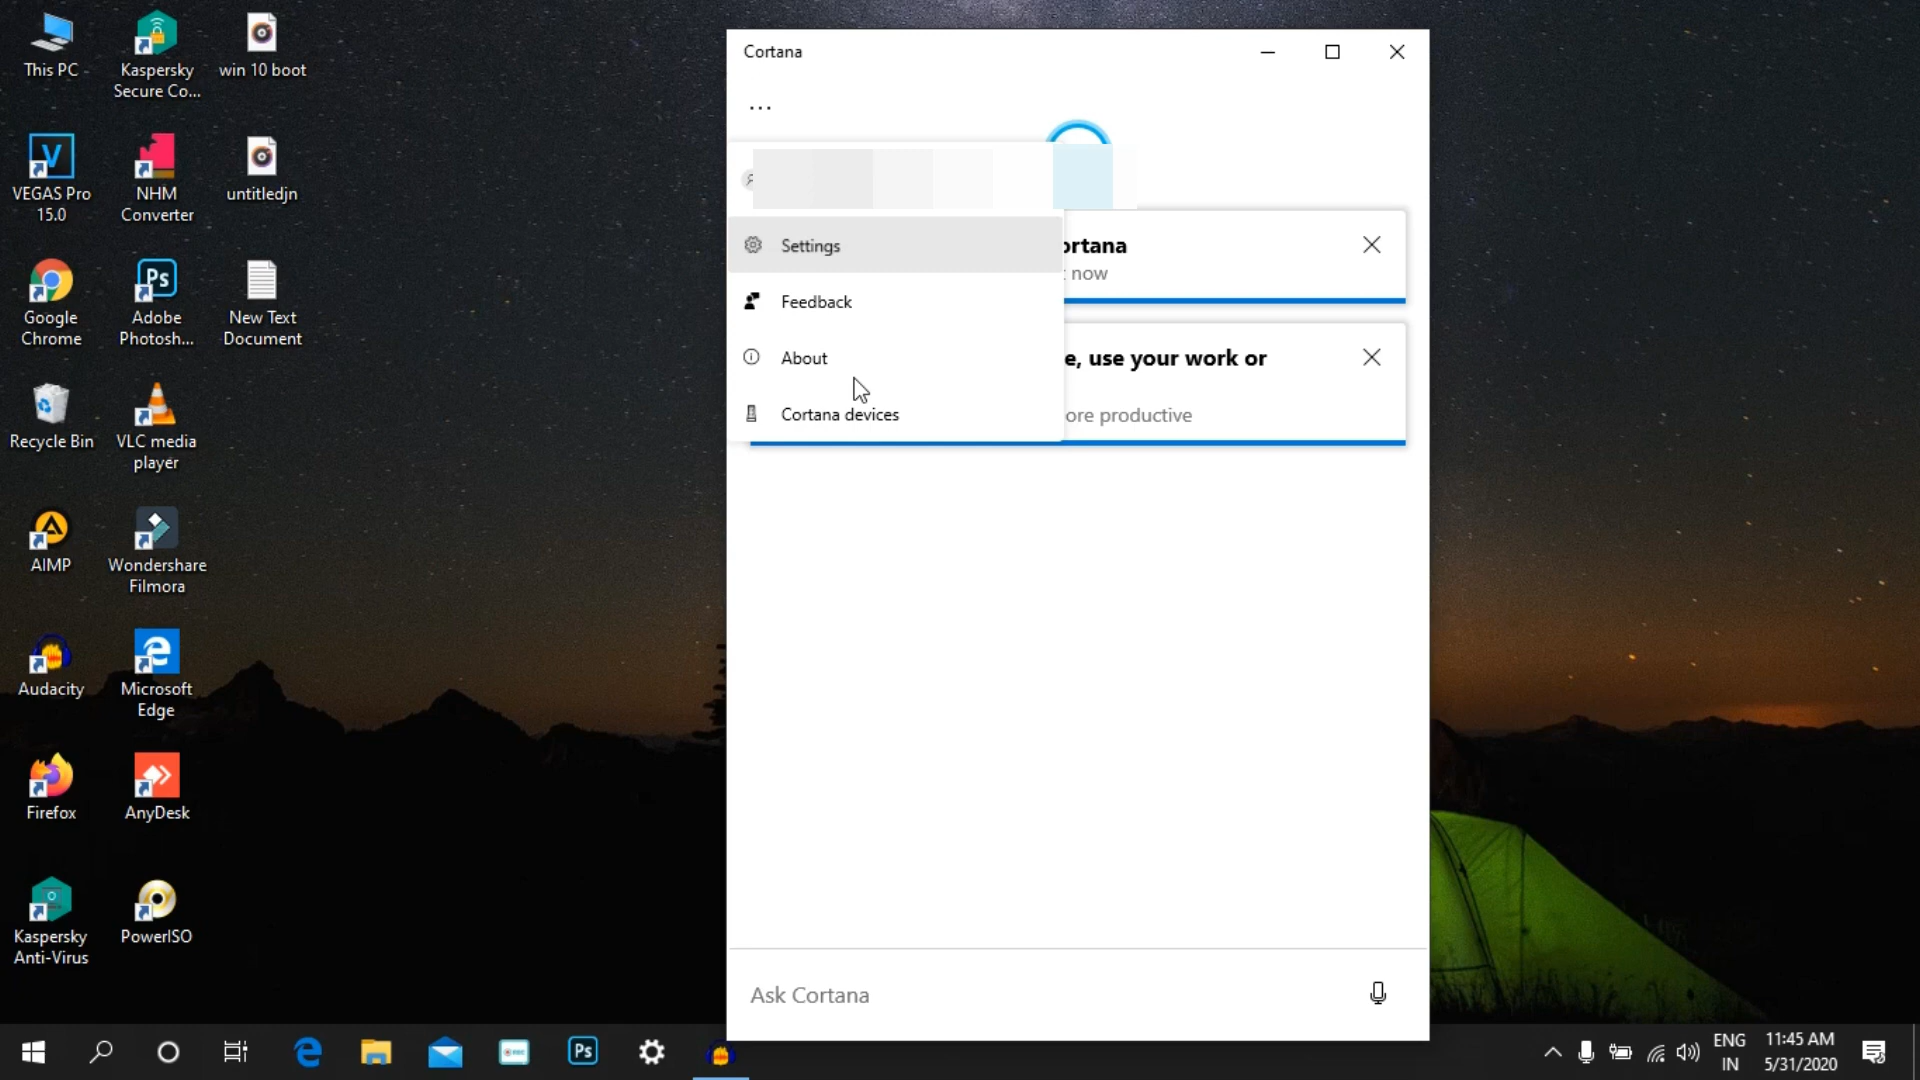 This PC
Kaspersky
Secure Co...
win 10 boot
VEGAS Pro
15.0
NHM
Converter
untitledjn
Google
Chrome
Adobe
Photosh...
New Text
Document
Recycle Bin
VLC media
player
AIMP
Wondershare
Filmora
Audacity
Microsoft
Edge
Firefox
AnyDesk
Kaspersky
Anti-Virus
PowerISO
Cortana
...
Settings
Feedback
About
Cortana devices
ortana
now
e, use your work or
ore productive
Ask Cortana
ENG
IN
11:45 AM
5/31/2020